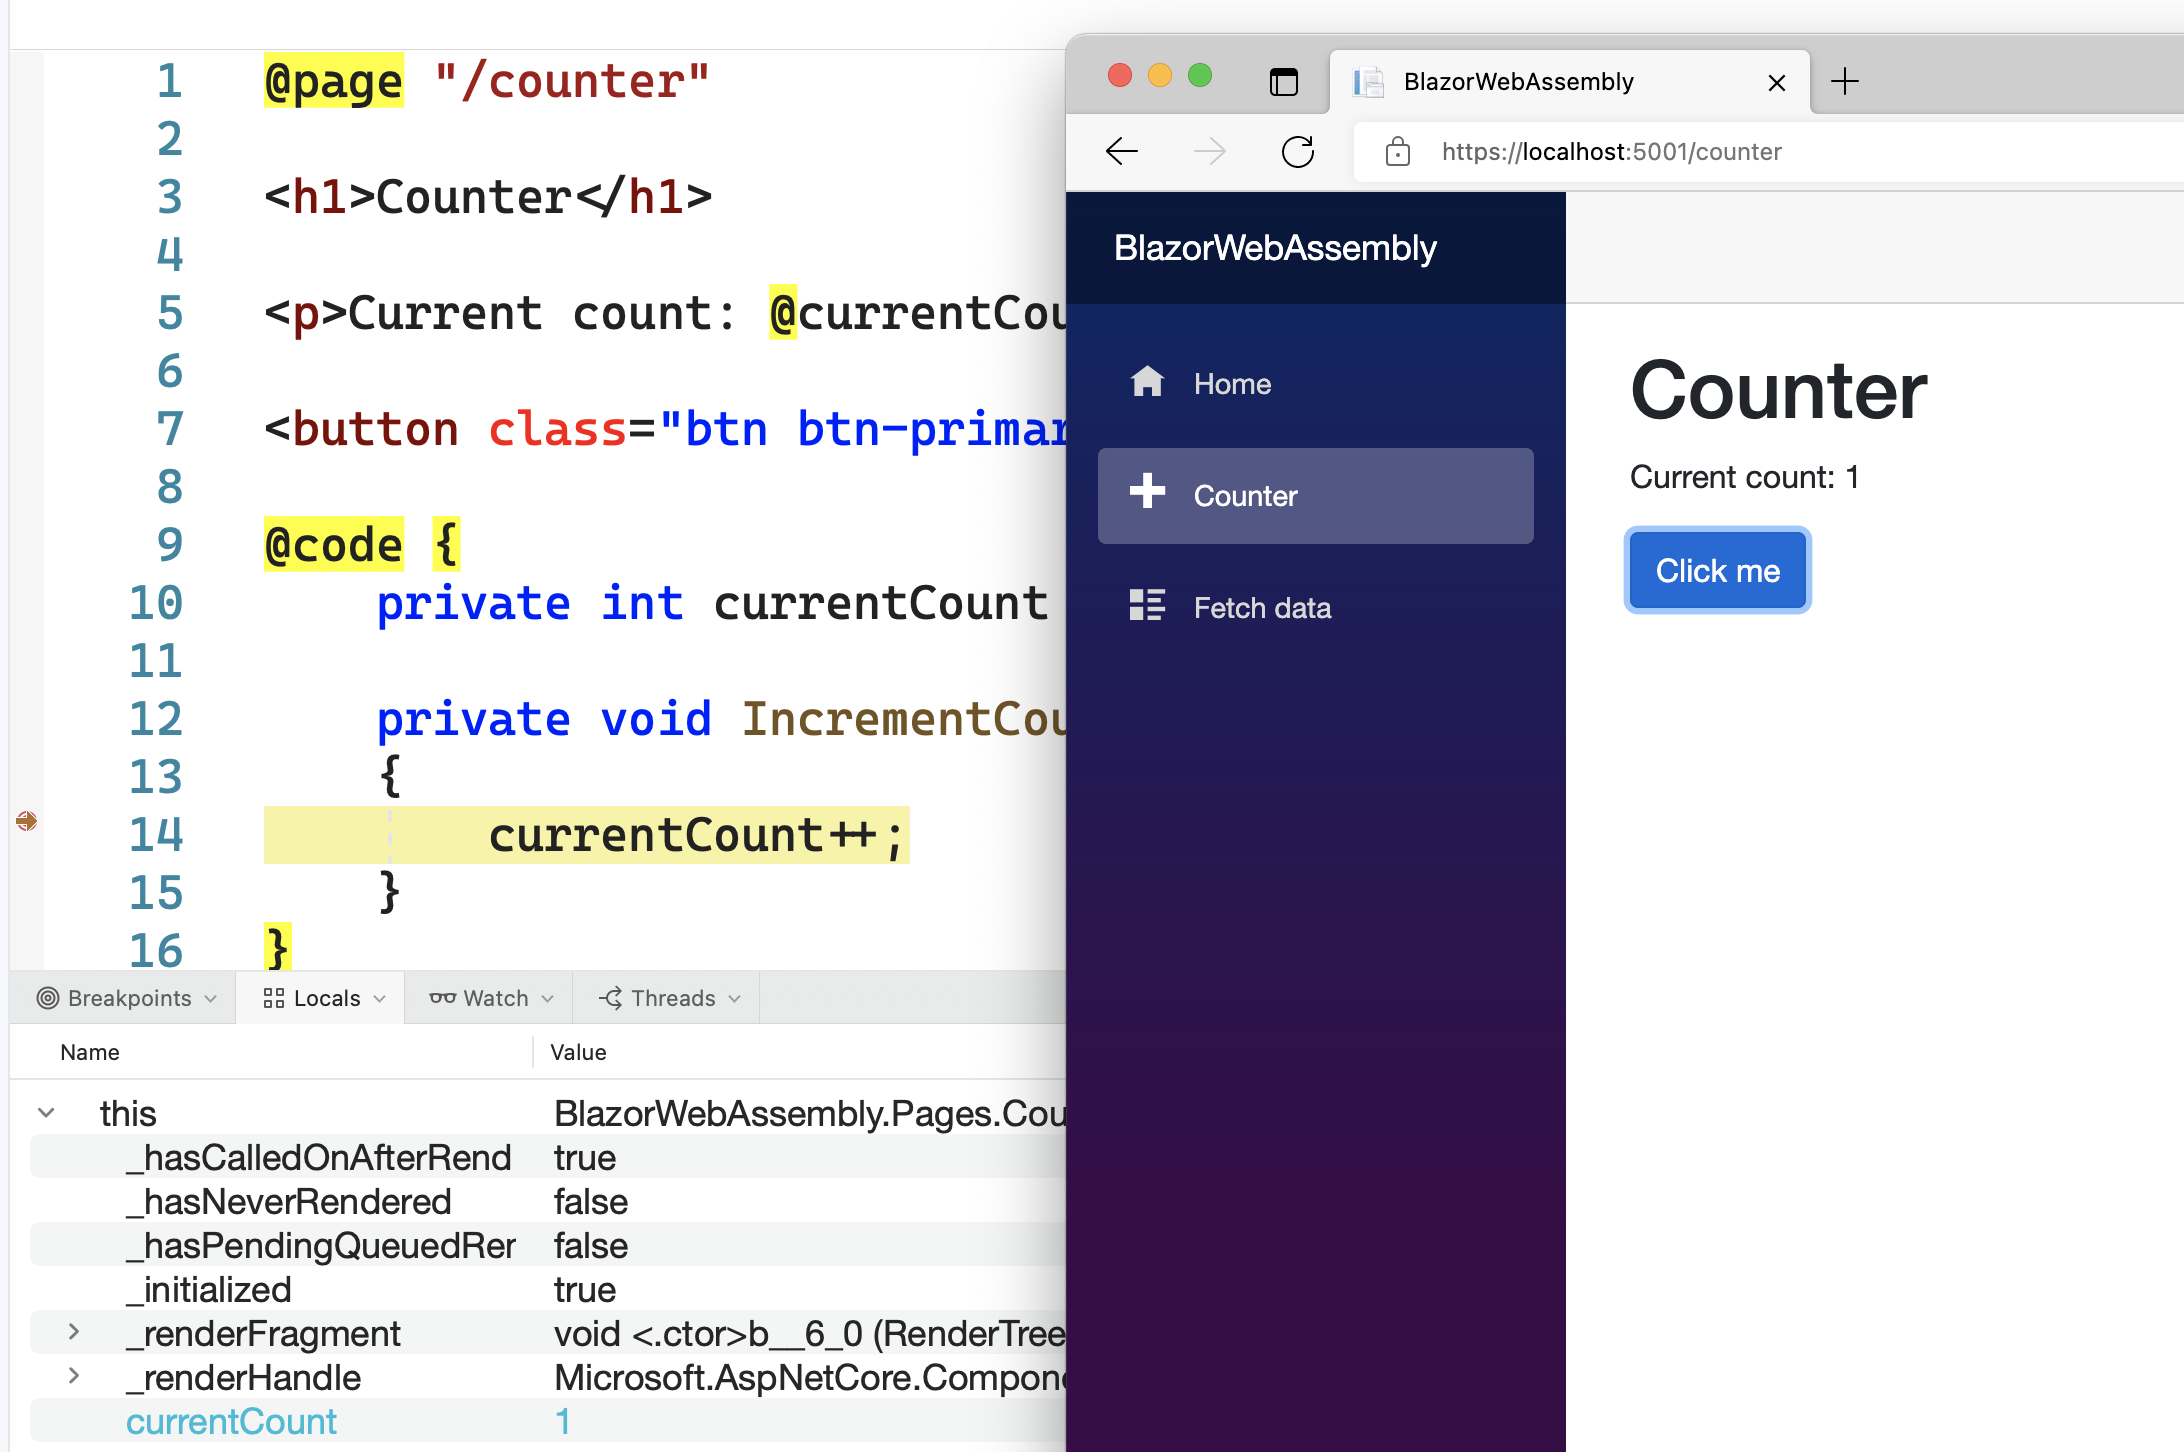 1 @page "/counter"
2
3 <h1>Counter</h1>
4
5 <p>Current count: @currentCou
6
7 <button class="btn btn-primar
8
9 @code {
10 private int currentCount
11
12 private void IncrementCou
13 {
14 currentCount++;
15 }
16 }
Breakpoints Locals Watch Threads
Name Value
this BlazorWebAssembly.Pages.Cou
_hasCalledOnAfterRend true
_hasNeverRendered false
_hasPendingQueuedRer false
_initialized true
_renderFragment void <.ctor>b__6_0 (RenderTree
_renderHandle Microsoft.AspNetCore.Compone
currentCount 1
BlazorWebAssembly
https://localhost:5001/counter
BlazorWebAssembly
Home
Counter
Fetch data
Counter
Current count: 1
Click me